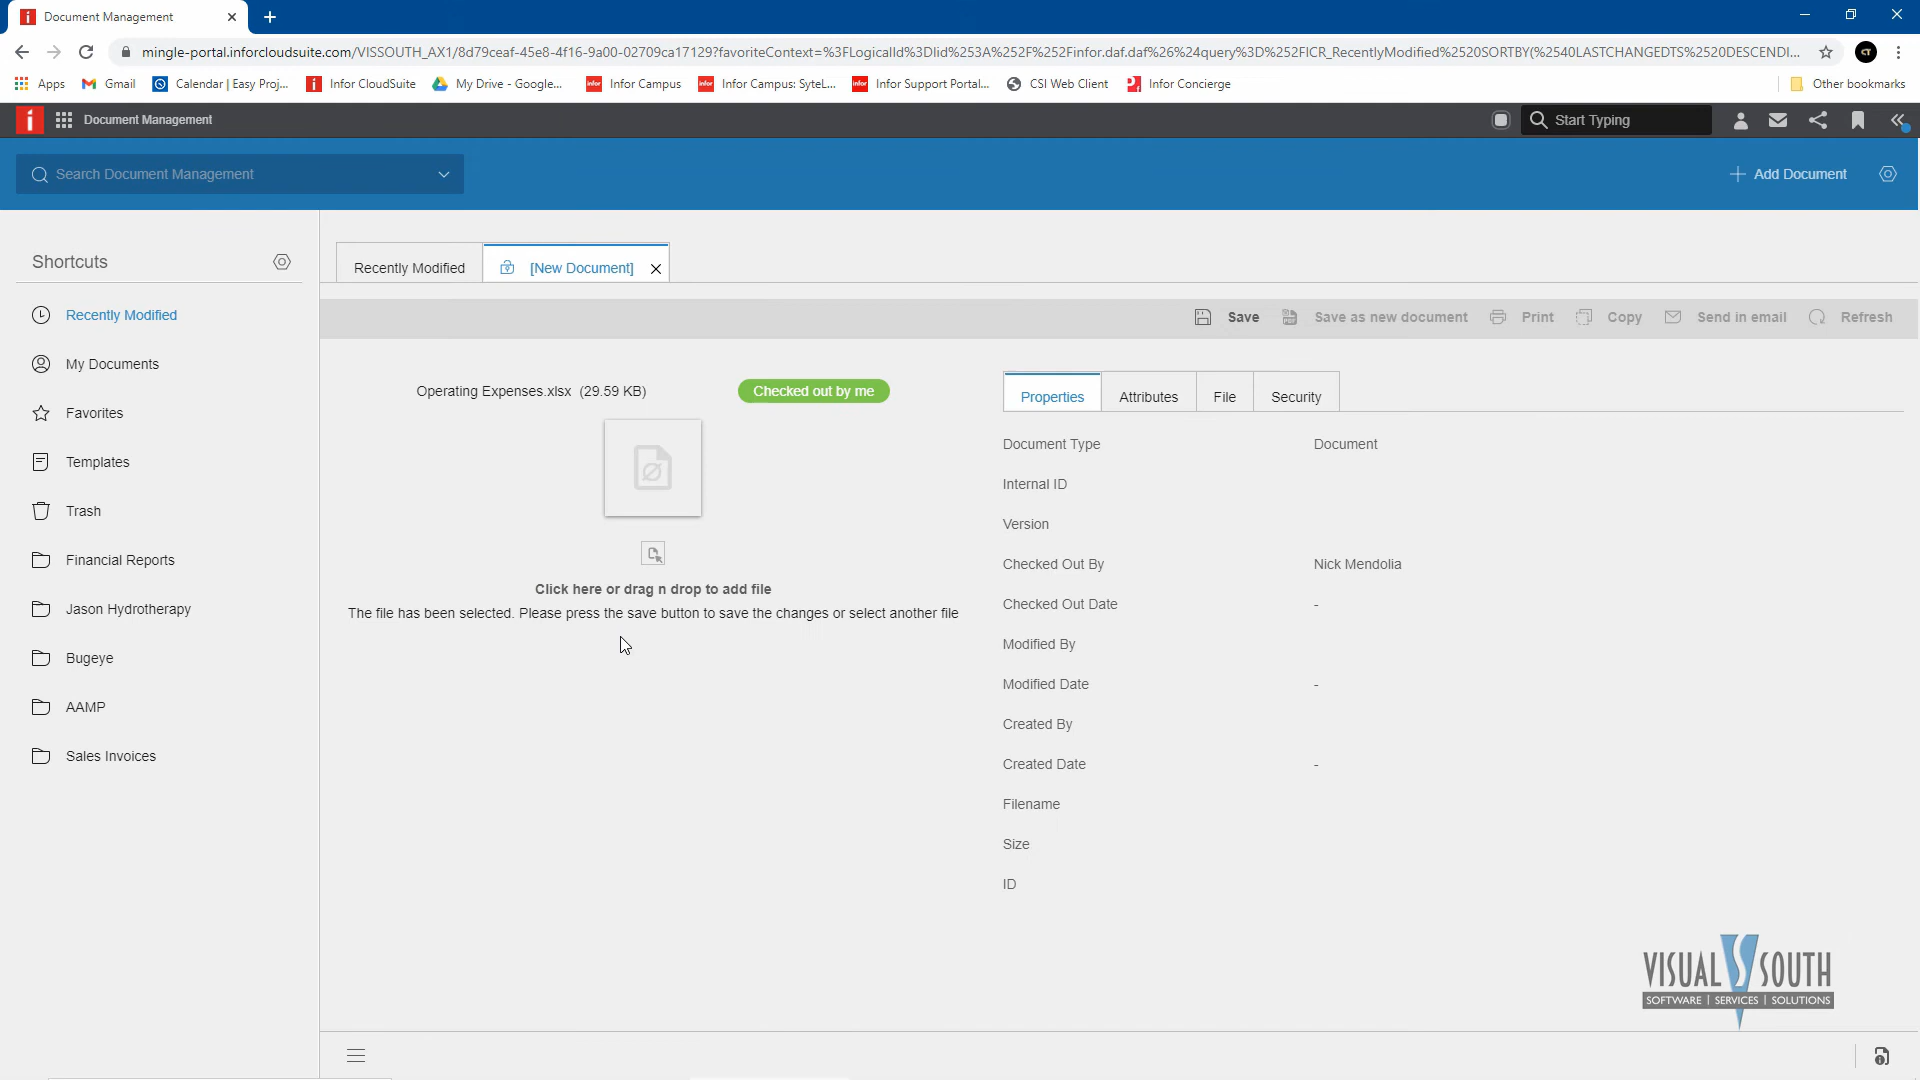 Document Management
mingle-portal.inforcloudsuite.com/VISSOUTH_AX1/8d79ceaf-45e8-4f16-9a00-02709ca17129?favoriteContext=%3FLogicalId%3Dlid%253A%252F%252Finfor.daf.daf%26%24query%3D%252FICR_RecentlyModified%2520SORTBY(%2540LASTCHANGEDTS%2520DESCENDI...
CT
Apps
Gmail
Calendar | Easy Proj...
Infor CloudSuite
My Drive - Google...
Infor Campus
Infor Campus: SyteL...
Infor Support Portal...
CSI Web Client
Infor Concierge
Other bookmarks
Document Management
Start Typing
Search Document Management
Add Document
Shortcuts
Recently Modified
My Documents
Favorites
Templates
Trash
Financial Reports
Jason Hydrotherapy
Bugeye
AAMP
Sales Invoices
Recently Modified
[New Document]
Save
Save as new document
Print
Copy
Send in email
Refresh
Operating Expenses.xlsx (29.59 KB)
Checked out by me
Click here or drag n drop to add file
The file has been selected. Please press the save button to save the changes or select another file
Properties
Attributes
File
Security
Document Type Document
Internal ID
Version
Checked Out By Nick Mendolia
Checked Out Date -
Modified By
Modified Date -
Created By
Created Date -
Filename
Size
ID
VISUAL SOUTH
SOFTWARE | SERVICES | SOLUTIONS